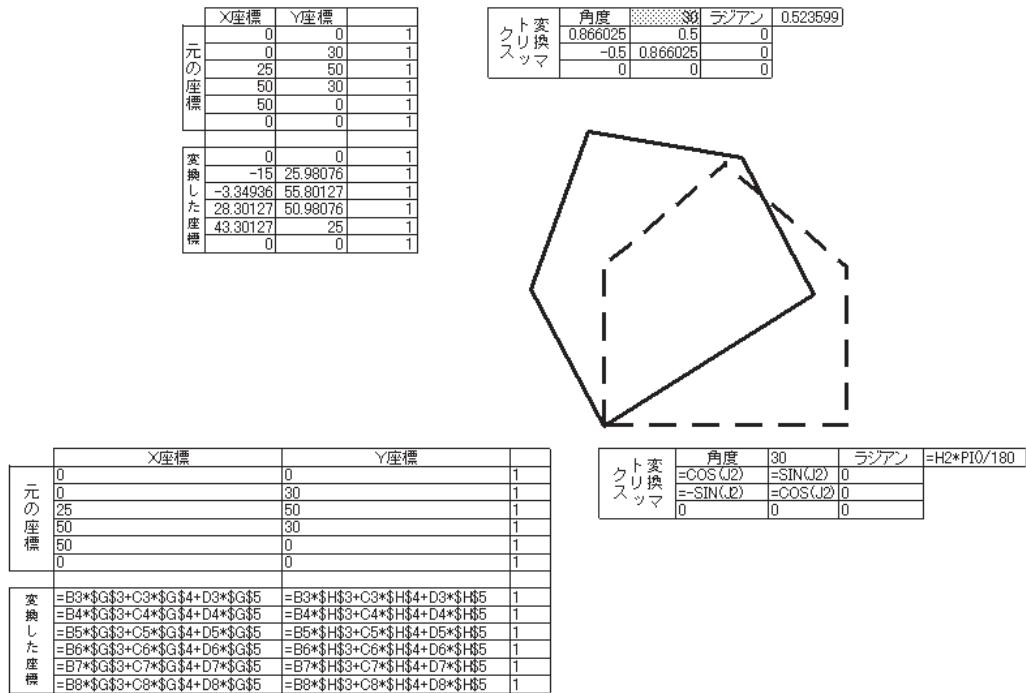 X座標 Y座標
元の座標
0 0 1
0 30 1
25 50 1
50 30 1
50 0 1
0 0 1
変換した座標
0 0 1
-15 25.98076 1
-3.34936 55.80127 1
28.30127 50.98076 1
43.30127 25 1
0 0 1
変換マトリックス
角度 30 ラジアン 0.523599
0.866025 0.5 0
-0.5 0.866025 0
0 0 0
X座標 Y座標
元の座標
0 0 1
0 30 1
25 50 1
50 30 1
50 0 1
0 0 1
変換した座標
=B3*$G$3+C3*$G$4+D3*$G$5 =B3*$H$3+C3*$H$4+D3*$H$5 1
=B4*$G$3+C4*$G$4+D4*$G$5 =B4*$H$3+C4*$H$4+D4*$H$5 1
=B5*$G$3+C5*$G$4+D5*$G$5 =B5*$H$3+C5*$H$4+D5*$H$5 1
=B6*$G$3+C6*$G$4+D6*$G$5 =B6*$H$3+C6*$H$4+D6*$H$5 1
=B7*$G$3+C7*$G$4+D7*$G$5 =B7*$H$3+C7*$H$4+D7*$H$5 1
=B8*$G$3+C8*$G$4+D8*$G$5 =B8*$H$3+C8*$H$4+D8*$H$5 1
変換マトリックス
角度 30 ラジアン =H2*PI()/180
=COS(J2) =SIN(J2) 0
=-SIN(J2) =COS(J2) 0
0 0 0